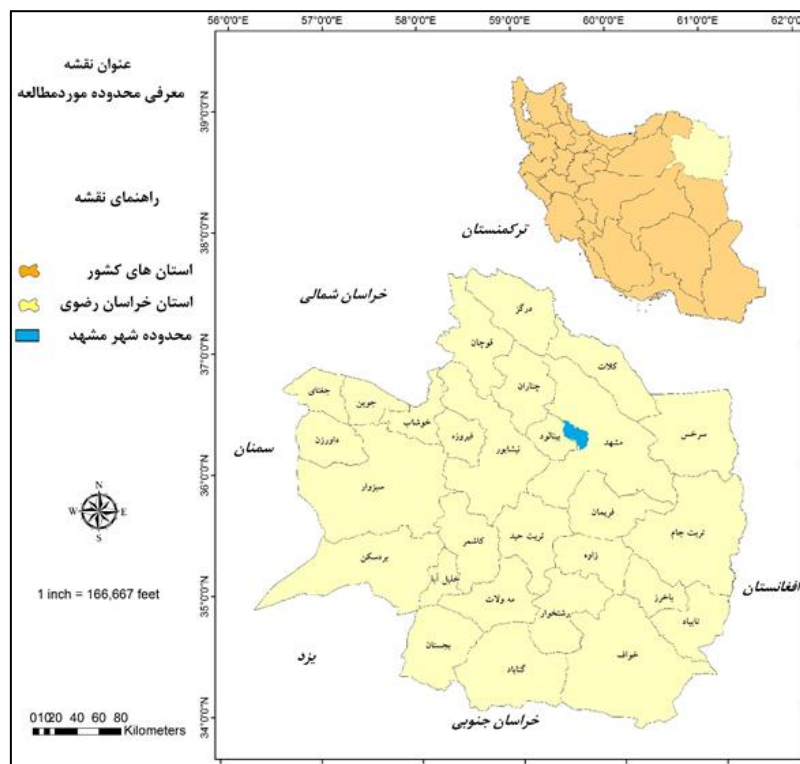 56°0'0"E 57°0'0"E 58°0'0"E 59°0'0"E 60°0'0"E 61°0'0"E 62°0'0"E
عنوان نقشه
معرفی محدوده موردمطالعه
راهنمای نقشه
استان های کشور
استان خراسان رضوی
محدوده شهر مشهد
N
W E
S
1 inch = 166,667 feet
0 10 20 40 60 80
Kilometers
39°0'0"N
38°0'0"N
37°0'0"N
36°0'0"N
35°0'0"N
34°0'0"N
ترکمنستان
خراسان شمالی
درگز
قوچان
کلات
چناران
جغتای
جوین
خوشاب
سرخس
داورزن
فیروزه
نیشابور
بینالود
مشهد
سمنان
سبزوار
فریمان
تربت جام
کاشمر
تربت حید
زاوه
بردسکن
خلیل آبا
مه ولات
باخرز
افغانستان
رشتخوار
تایباد
یزد
بجستان
گناباد
خواف
خراسان جنوبی